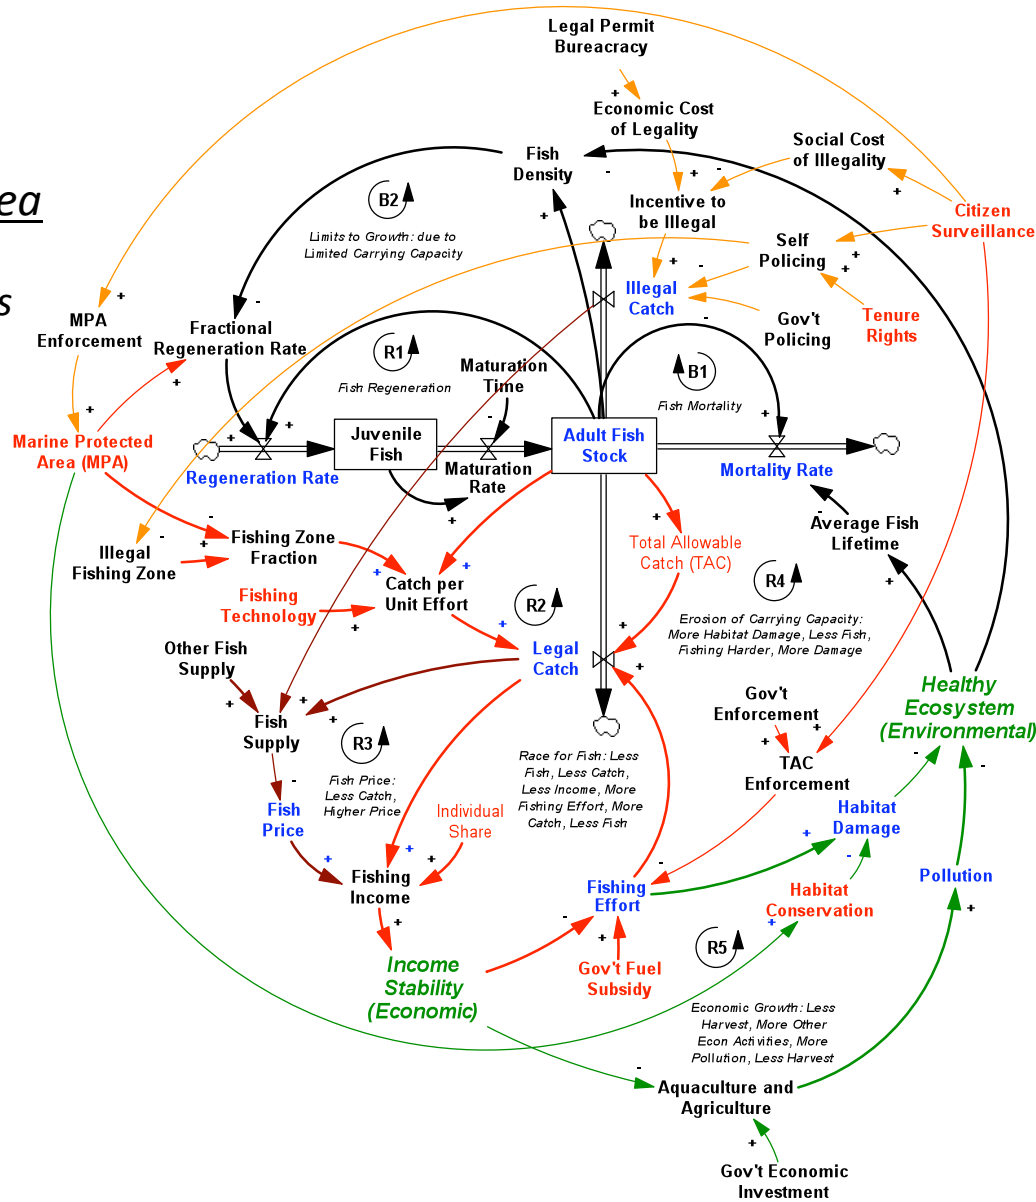 Legal Permit
Bureacracy
Economic Cost
of Legality
Social Cost
of Illegality
Fish
Density
ea
B2
Incentive to
be Illegal
Citizen
Surveillance
Limits to Growth: due to
Limited Carrying Capacity
Self
Policing
s
Illegal
Catch
MPA
Enforcement
Fractional
Regeneration Rate
Gov't
Policing
Tenure
Rights
R1
Maturation
Time
B1
Fish Regeneration
Fish Mortality
Marine Protected
Area (MPA)
Juvenile
Fish
Adult Fish
Stock
Regeneration Rate
Maturation
Rate
Mortality Rate
Illegal
Fishing Zone
Fishing Zone
Fraction
Total Allowable
Catch (TAC)
Average Fish
Lifetime
Fishing
Technology
Catch per
Unit Effort
R2
R4
Erosion of Carrying Capacity:
More Habitat Damage, Less Fish,
Fishing Harder, More Damage
Other Fish
Supply
Legal
Catch
Healthy
Ecosystem
(Environmental)
Fish
Supply
R3
Gov't
Enforcement
TAC
Enforcement
Fish Price:
Less Catch,
Higher Price
Race for Fish: Less
Fish, Less Catch,
Less Income, More
Fishing Effort, More
Catch, Less Fish
Fish
Price
Individual
Share
Habitat
Damage
Fishing
Income
Fishing
Effort
Habitat
Conservation
Pollution
R5
Income
Stability
(Economic)
Gov't Fuel
Subsidy
Economic Growth: Less
Harvest, More Other
Econ Activities, More
Pollution, Less Harvest
Aquaculture and
Agriculture
Gov't Economic
Investment